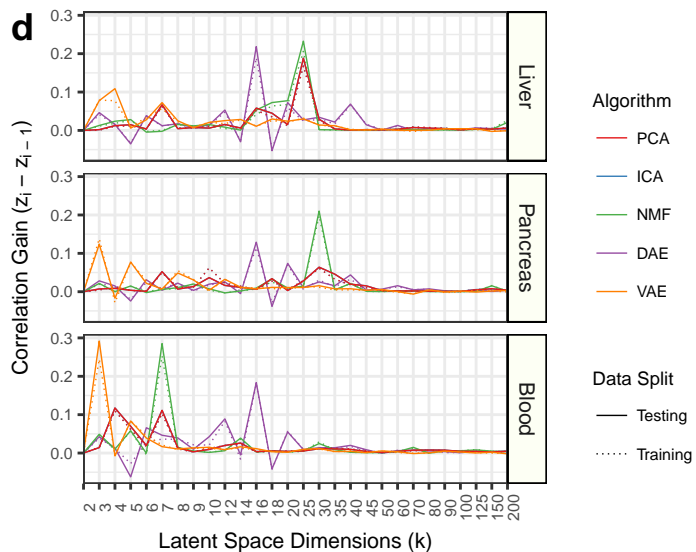 d
Correlation Gain (z i − z i − 1)
0.3
0.2
0.1
0.0
Liver
0.3
0.2
0.1
0.0
Pancreas
0.3
0.2
0.1
0.0
Blood
2 3 4 5 6 7 8 9 10 12 14 16 18 20 25 30 35 40 45 50 60 70 80 90 100 125 150 200
Latent Space Dimensions (k)
Algorithm
PCA
ICA
NMF
DAE
VAE
Data Split
Testing
Training